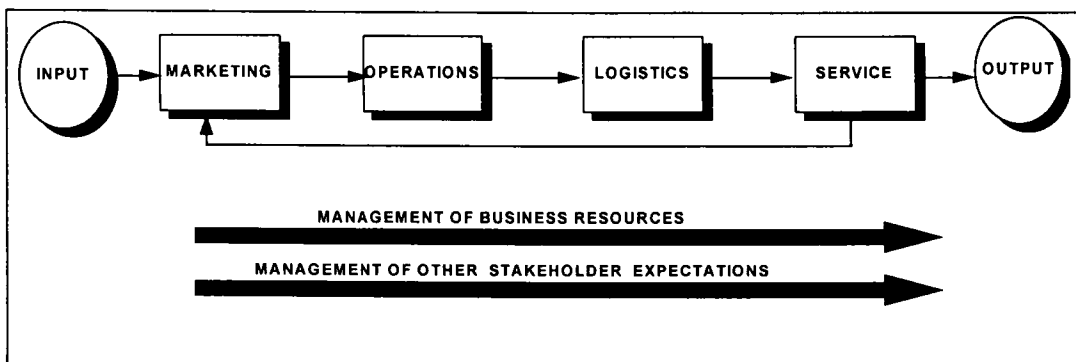 INPUT
MARKETING
OPERATIONS
LOGISTICS
SERVICE
OUTPUT
MANAGEMENT OF BUSINESS RESOURCES
MANAGEMENT OF OTHER STAKEHOLDER EXPECTATIONS